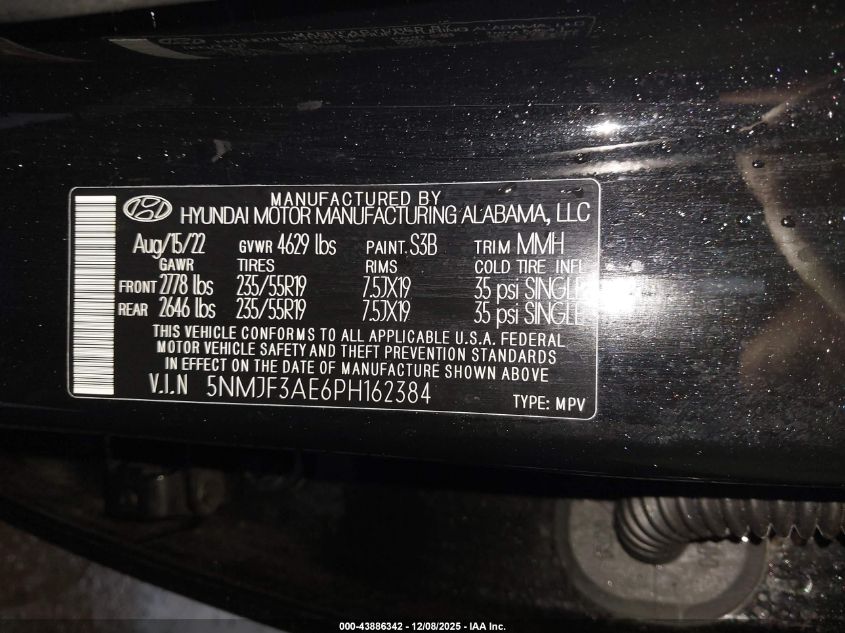 MANUFACTURED BY
HYUNDAI MOTOR MANUFACTURING ALABAMA, LLC
Aug/15/22 GVWR 4629 lbs PAINT. S3B TRIM MMH
GAWR TIRES RIMS COLD TIRE INFL
FRONT 2778 lbs 235/55R19 7.5JX19 35 psi SINGLE
REAR 2646 lbs 235/55R19 7.5JX19 35 psi SINGLE
THIS VEHICLE CONFORMS TO ALL APPLICABLE U.S.A. FEDERAL
MOTOR VEHICLE SAFETY AND THEFT PREVENTION STANDARDS
IN EFFECT ON THE DATE OF MANUFACTURE SHOWN ABOVE.
V.I.N 5NMJF3AE6PH162384 TYPE: MPV
000-43886342 - 12/08/2025 - IAA Inc.